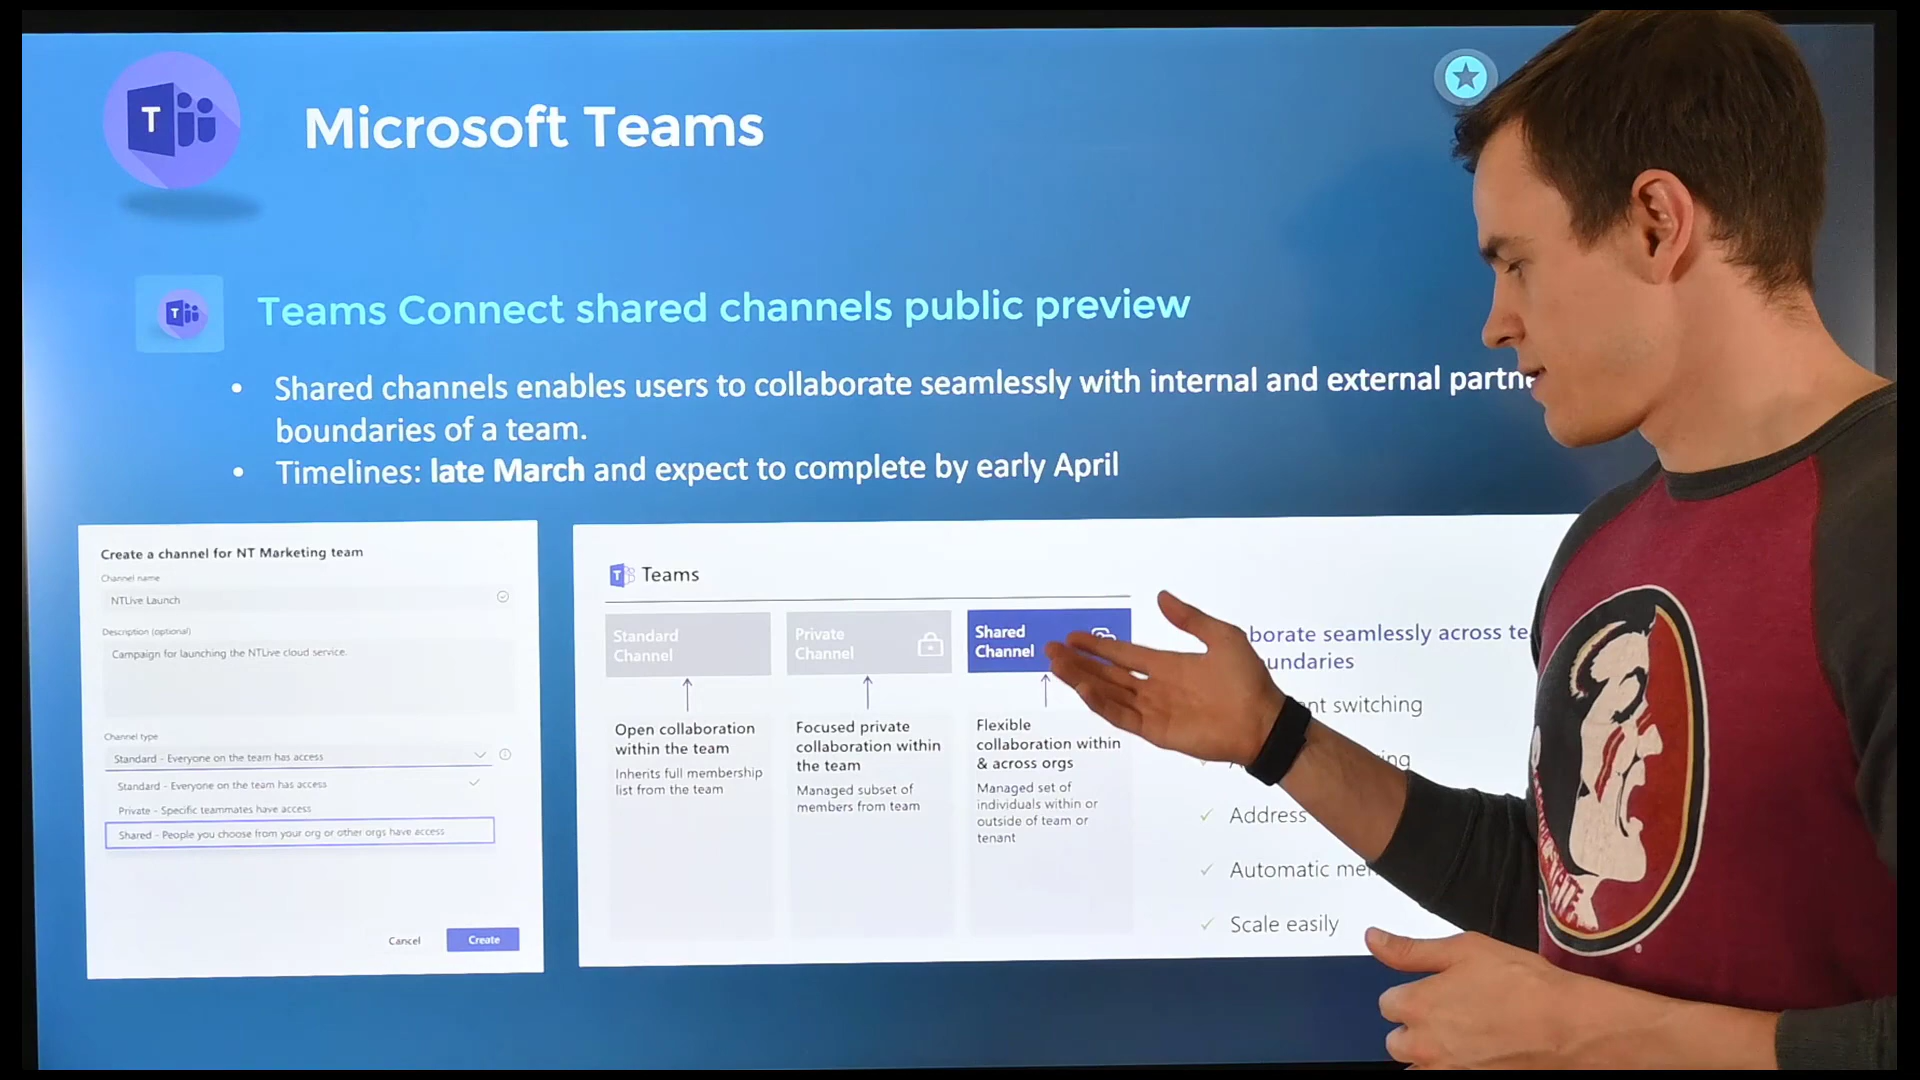 Microsoft Teams
Teams Connect shared channels public preview
• Shared channels enables users to collaborate seamlessly with internal and external
boundaries of a team.
• Timelines: late March and expect to complete by early April
Create a channel for NT Marketing team
Channel name
NTLive Launch
Description (optional)
Campaign for launching the NTLive cloud service.
Channel type
Standard - Everyone on the team has access
Standard - Everyone on the team has access
Private - Specific teammates have access
Shared - People you choose from your org or other orgs have access
Cancel
Create
T
Teams
Standard
Channel
Private
Channel
Shared
Channel
Open collaboration
within the team
Inherits full membership
list from the team
Focused private
collaboration within
the team
Managed subset of
members from team
Flexible
collaboration within
& across orgs
Managed set of
individuals within or
outside of team or
tenant
seamlessly across
switching
Address
Automatic
Scale easily